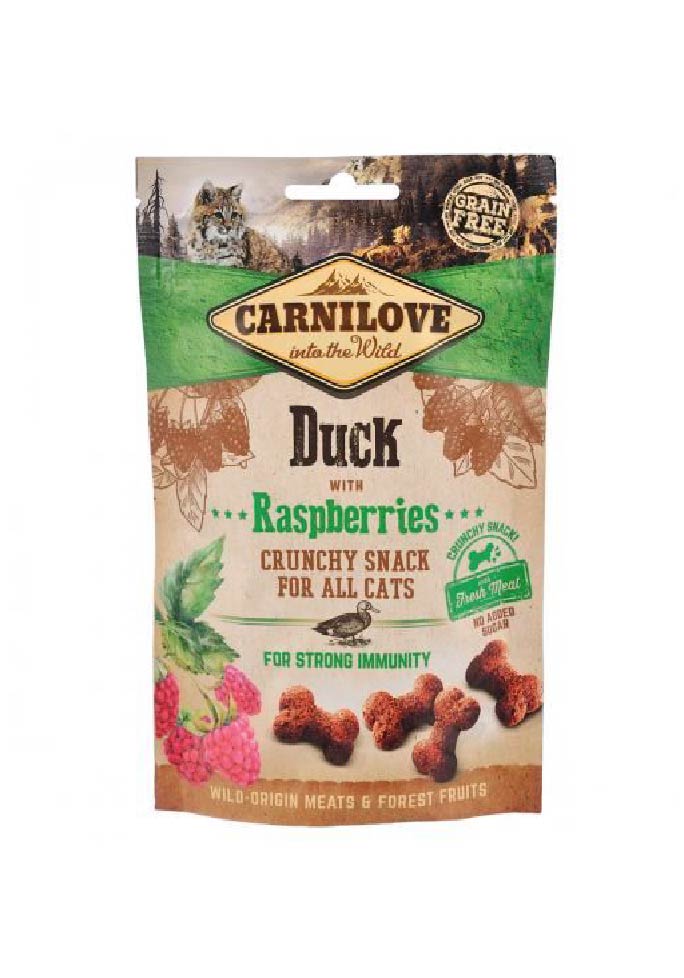 GRAIN
FREE
CARNILOVE
into the Wild
Duck
WITH
Raspberries
CRUNCHY SNACK
FOR ALL CATS
FOR STRONG IMMUNITY
CRUNCHY SNACK!
with
Fresh Meat
NO ADDED
SUGAR
WILD-ORIGIN MEATS & FOREST FRUITS